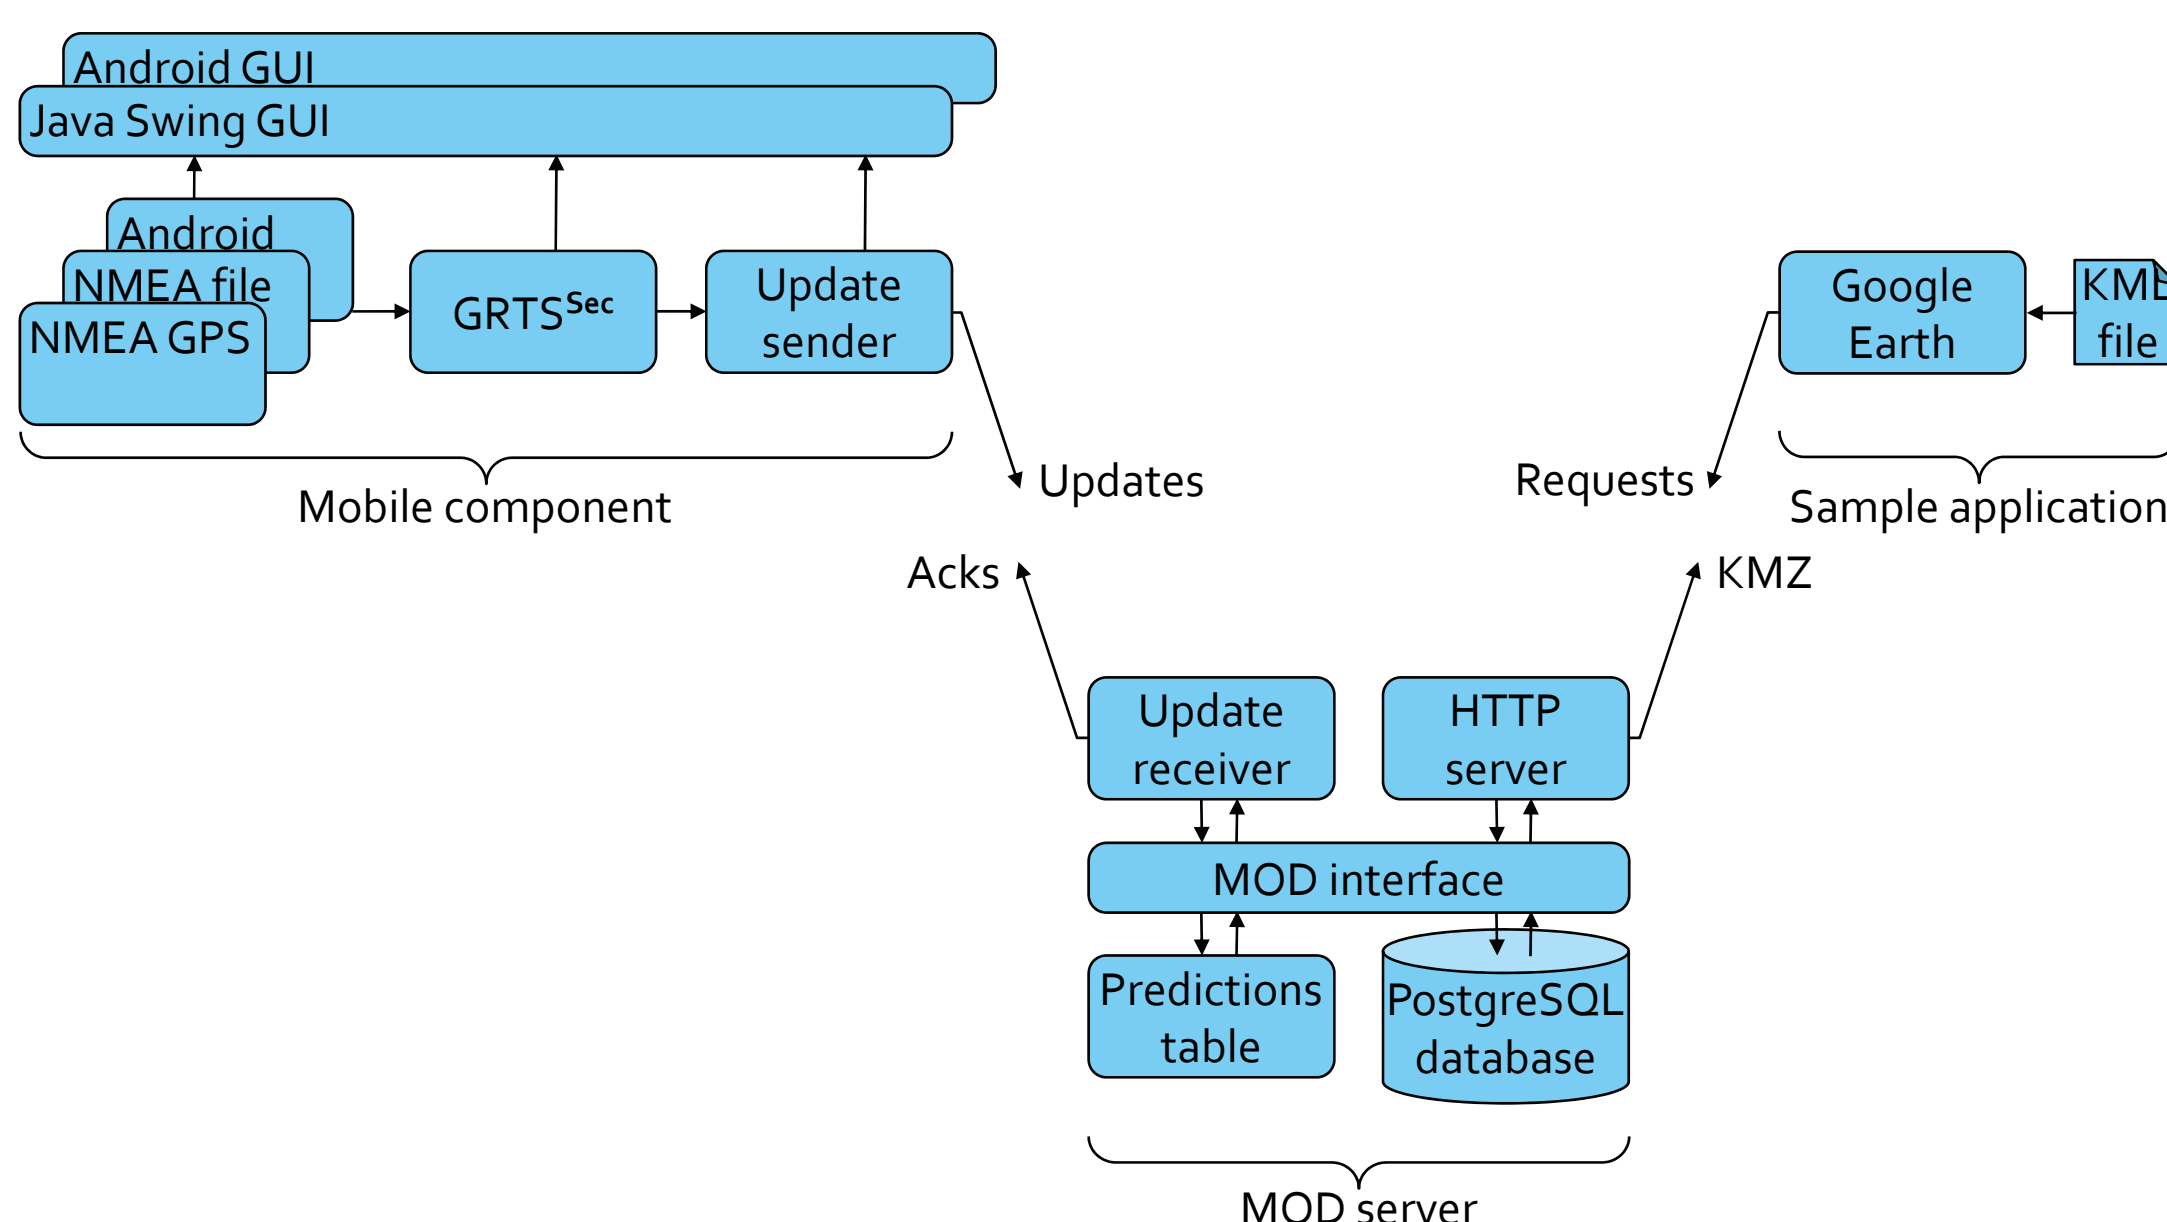 Android GUI
Java Swing GUI
Android
NMEA file
NMEA GPS
GRTSSec
Update
sender
Google
Earth
KML
file
Mobile component
Updates
Requests
Sample application
Acks
KMZ
Update
receiver
HTTP
server
MOD interface
Predictions
table
PostgreSQL
database
MOD server